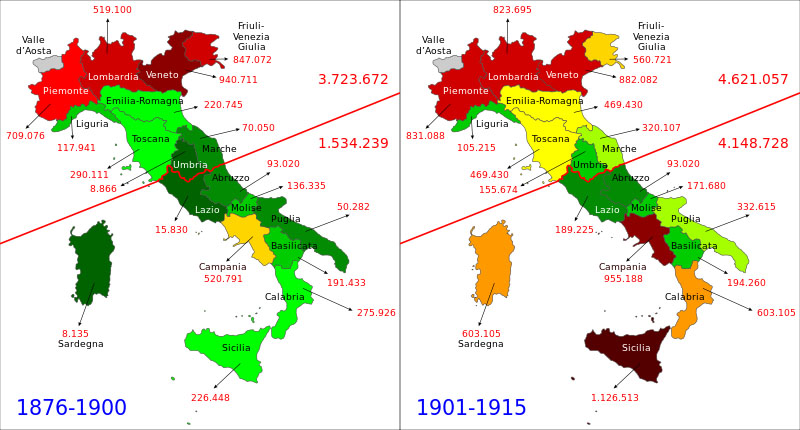 519.100
Friuli-
Venezia
Giulia
847.072
Valle
d'Aosta
Lombardia
Veneto
940.711
3.723.672
Piemonte
Emilia-Romagna
220.745
Liguria
709.076
117.941
Toscana
70.050
1.534.239
Marche
290.111
8.866
Umbria
93.020
Abruzzo
136.335
Lazio
Molise
50.282
15.830
Puglia
Basilicata
Campania
520.791
191.433
Calabria
275.926
8.135
Sardegna
Sicilia
226.448
1876-1900
823.695
Friuli-
Venezia
Giulia
560.721
Valle
d'Aosta
Lombardia
Veneto
882.082
4.621.057
Piemonte
Emilia-Romagna
469.430
Liguria
831.088
105.215
Toscana
320.107
4.148.728
Marche
469.430
155.674
Umbria
93.020
Abruzzo
171.680
Lazio
Molise
332.615
189.225
Puglia
Basilicata
Campania
955.188
194.260
Calabria
603.105
603.105
Sardegna
Sicilia
1.126.513
1901-1915